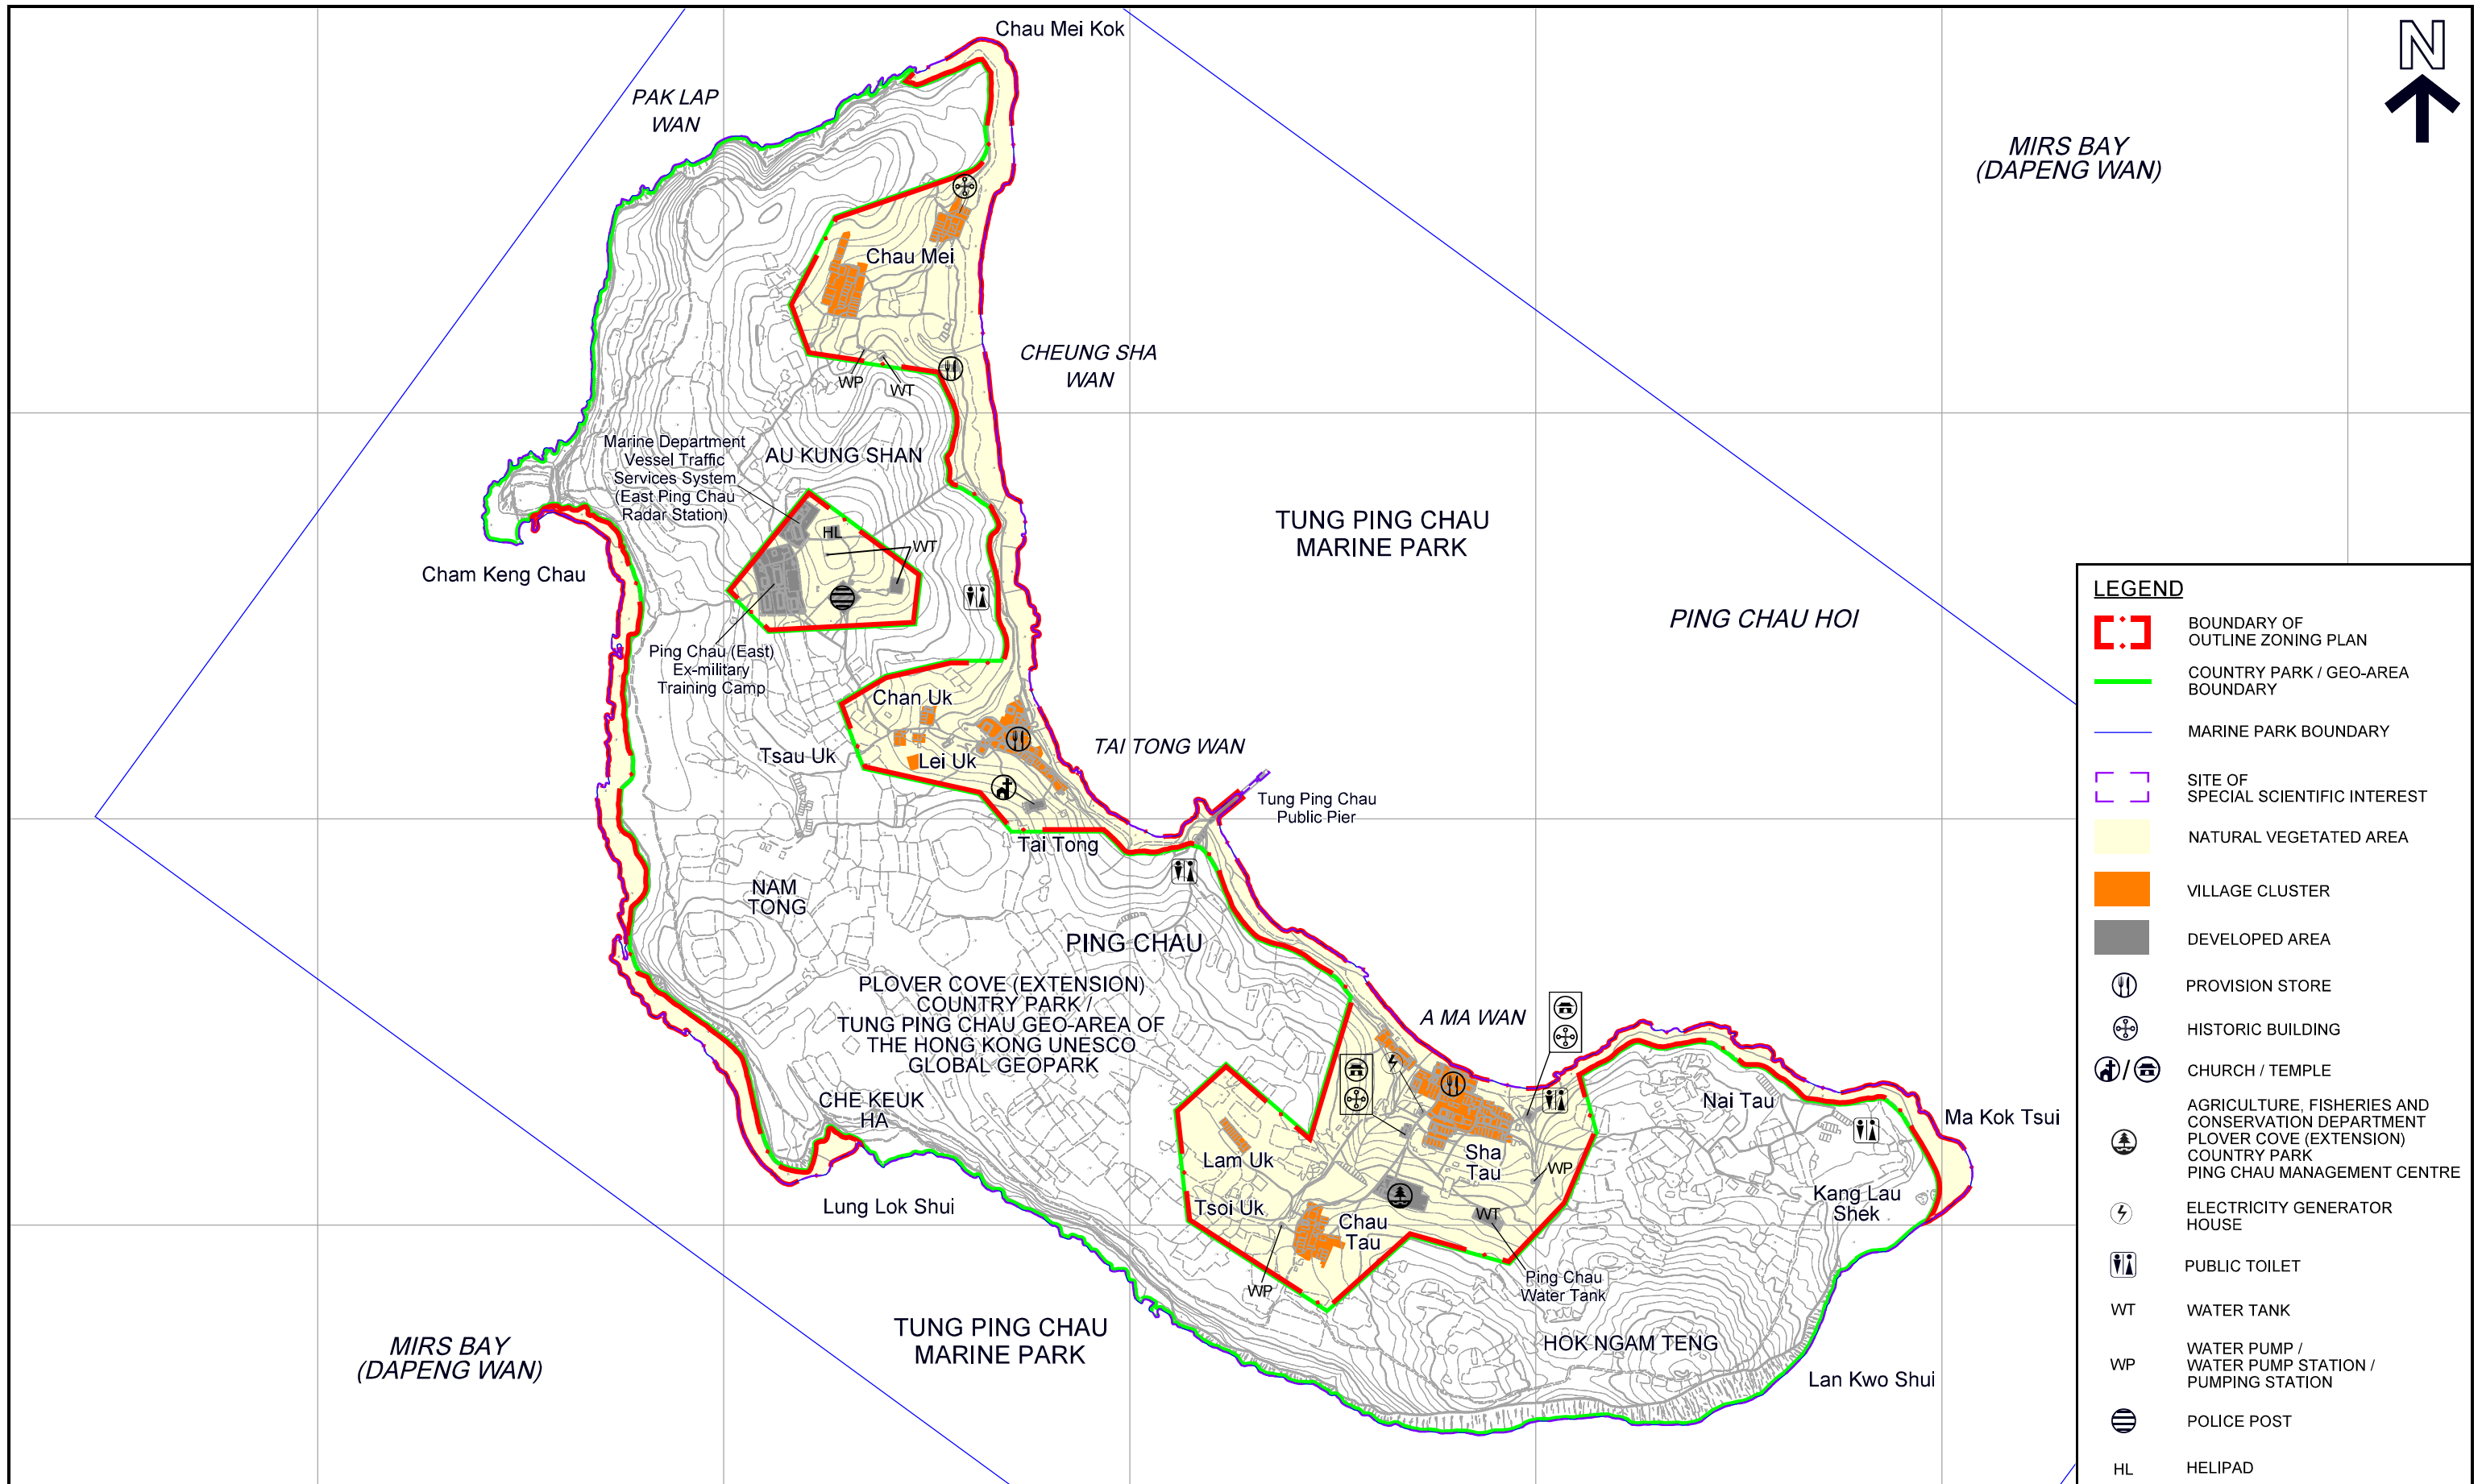 Chau Mei Kok
N
PAK LAP
WAN
MIRS BAY
(DAPENG WAN)
Chau Mei
CHEUNG SHA
WAN
WP
WT
Marine Department
Vessel Traffic
Services System
(East Ping Chau
Radar Station)
AU KUNG SHAN
HL
WT
TUNG PING CHAU
MARINE PARK
Cham Keng Chau
PING CHAU HOI
Ping Chau (East)
Ex-military
Training Camp
Chan Uk
Tsau Uk
Lei Uk
TAI TONG WAN
Tung Ping Chau
Public Pier
Tai Tong
NAM
TONG
PING CHAU
PLOVER COVE (EXTENSION)
COUNTRY PARK /
TUNG PING CHAU GEO-AREA OF
THE HONG KONG UNESCO
GLOBAL GEOPARK
A MA WAN
CHE KEUK
HA
Nai Tau
Ma Kok Tsui
Lam Uk
Sha
Tau
WP
Lung Lok Shui
Tsoi Uk
Chau
Tau
WT
Kang Lau
Shek
WP
Ping Chau
Water Tank
TUNG PING CHAU
MARINE PARK
MIRS BAY
(DAPENG WAN)
HOK NGAM TENG
Lan Kwo Shui
LEGEND
BOUNDARY OF
OUTLINE ZONING PLAN
COUNTRY PARK / GEO-AREA
BOUNDARY
MARINE PARK BOUNDARY
SITE OF
SPECIAL SCIENTIFIC INTEREST
NATURAL VEGETATED AREA
VILLAGE CLUSTER
DEVELOPED AREA
PROVISION STORE
HISTORIC BUILDING
/ CHURCH / TEMPLE
AGRICULTURE, FISHERIES AND
CONSERVATION DEPARTMENT
PLOVER COVE (EXTENSION)
COUNTRY PARK
PING CHAU MANAGEMENT CENTRE
ELECTRICITY GENERATOR
HOUSE
PUBLIC TOILET
WT WATER TANK
WP WATER PUMP /
WATER PUMP STATION /
PUMPING STATION
POLICE POST
HL HELIPAD